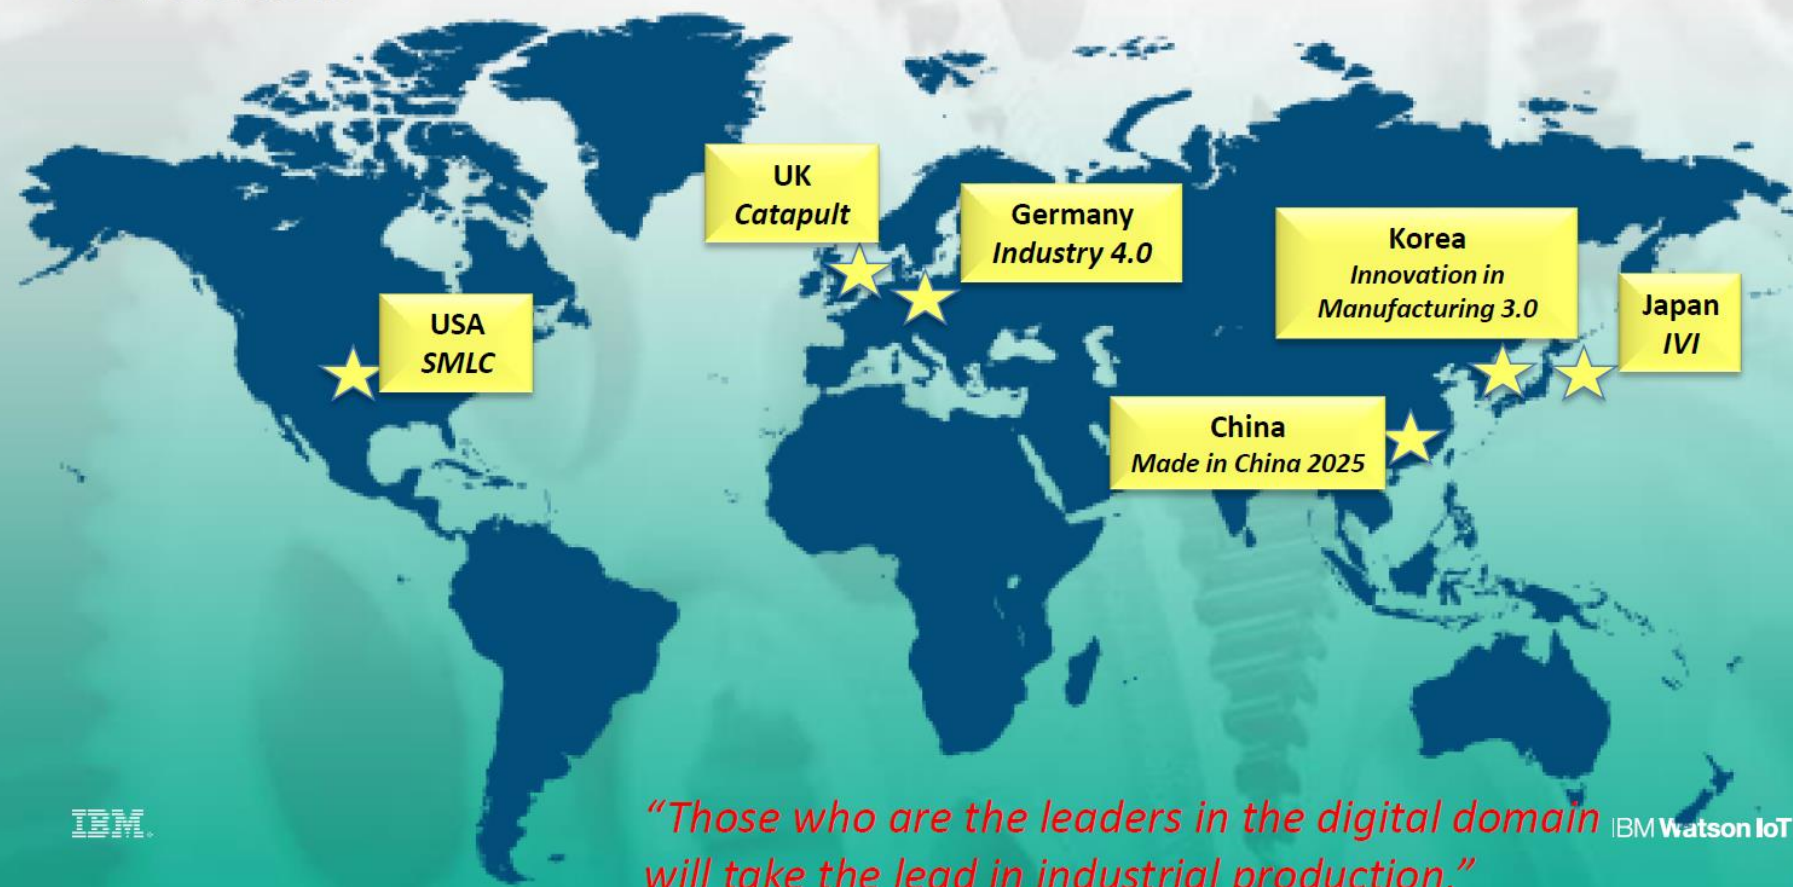 UK
Catapult
Germany
Industry 4.0
Korea
Innovation in
Manufacturing 3.0
Japan
IVI
USA
SMLC
China
Made in China 2025
IBM.
“Those who are the leaders in the digital domain
will take the lead in industrial production.”
IBM Watson IoT